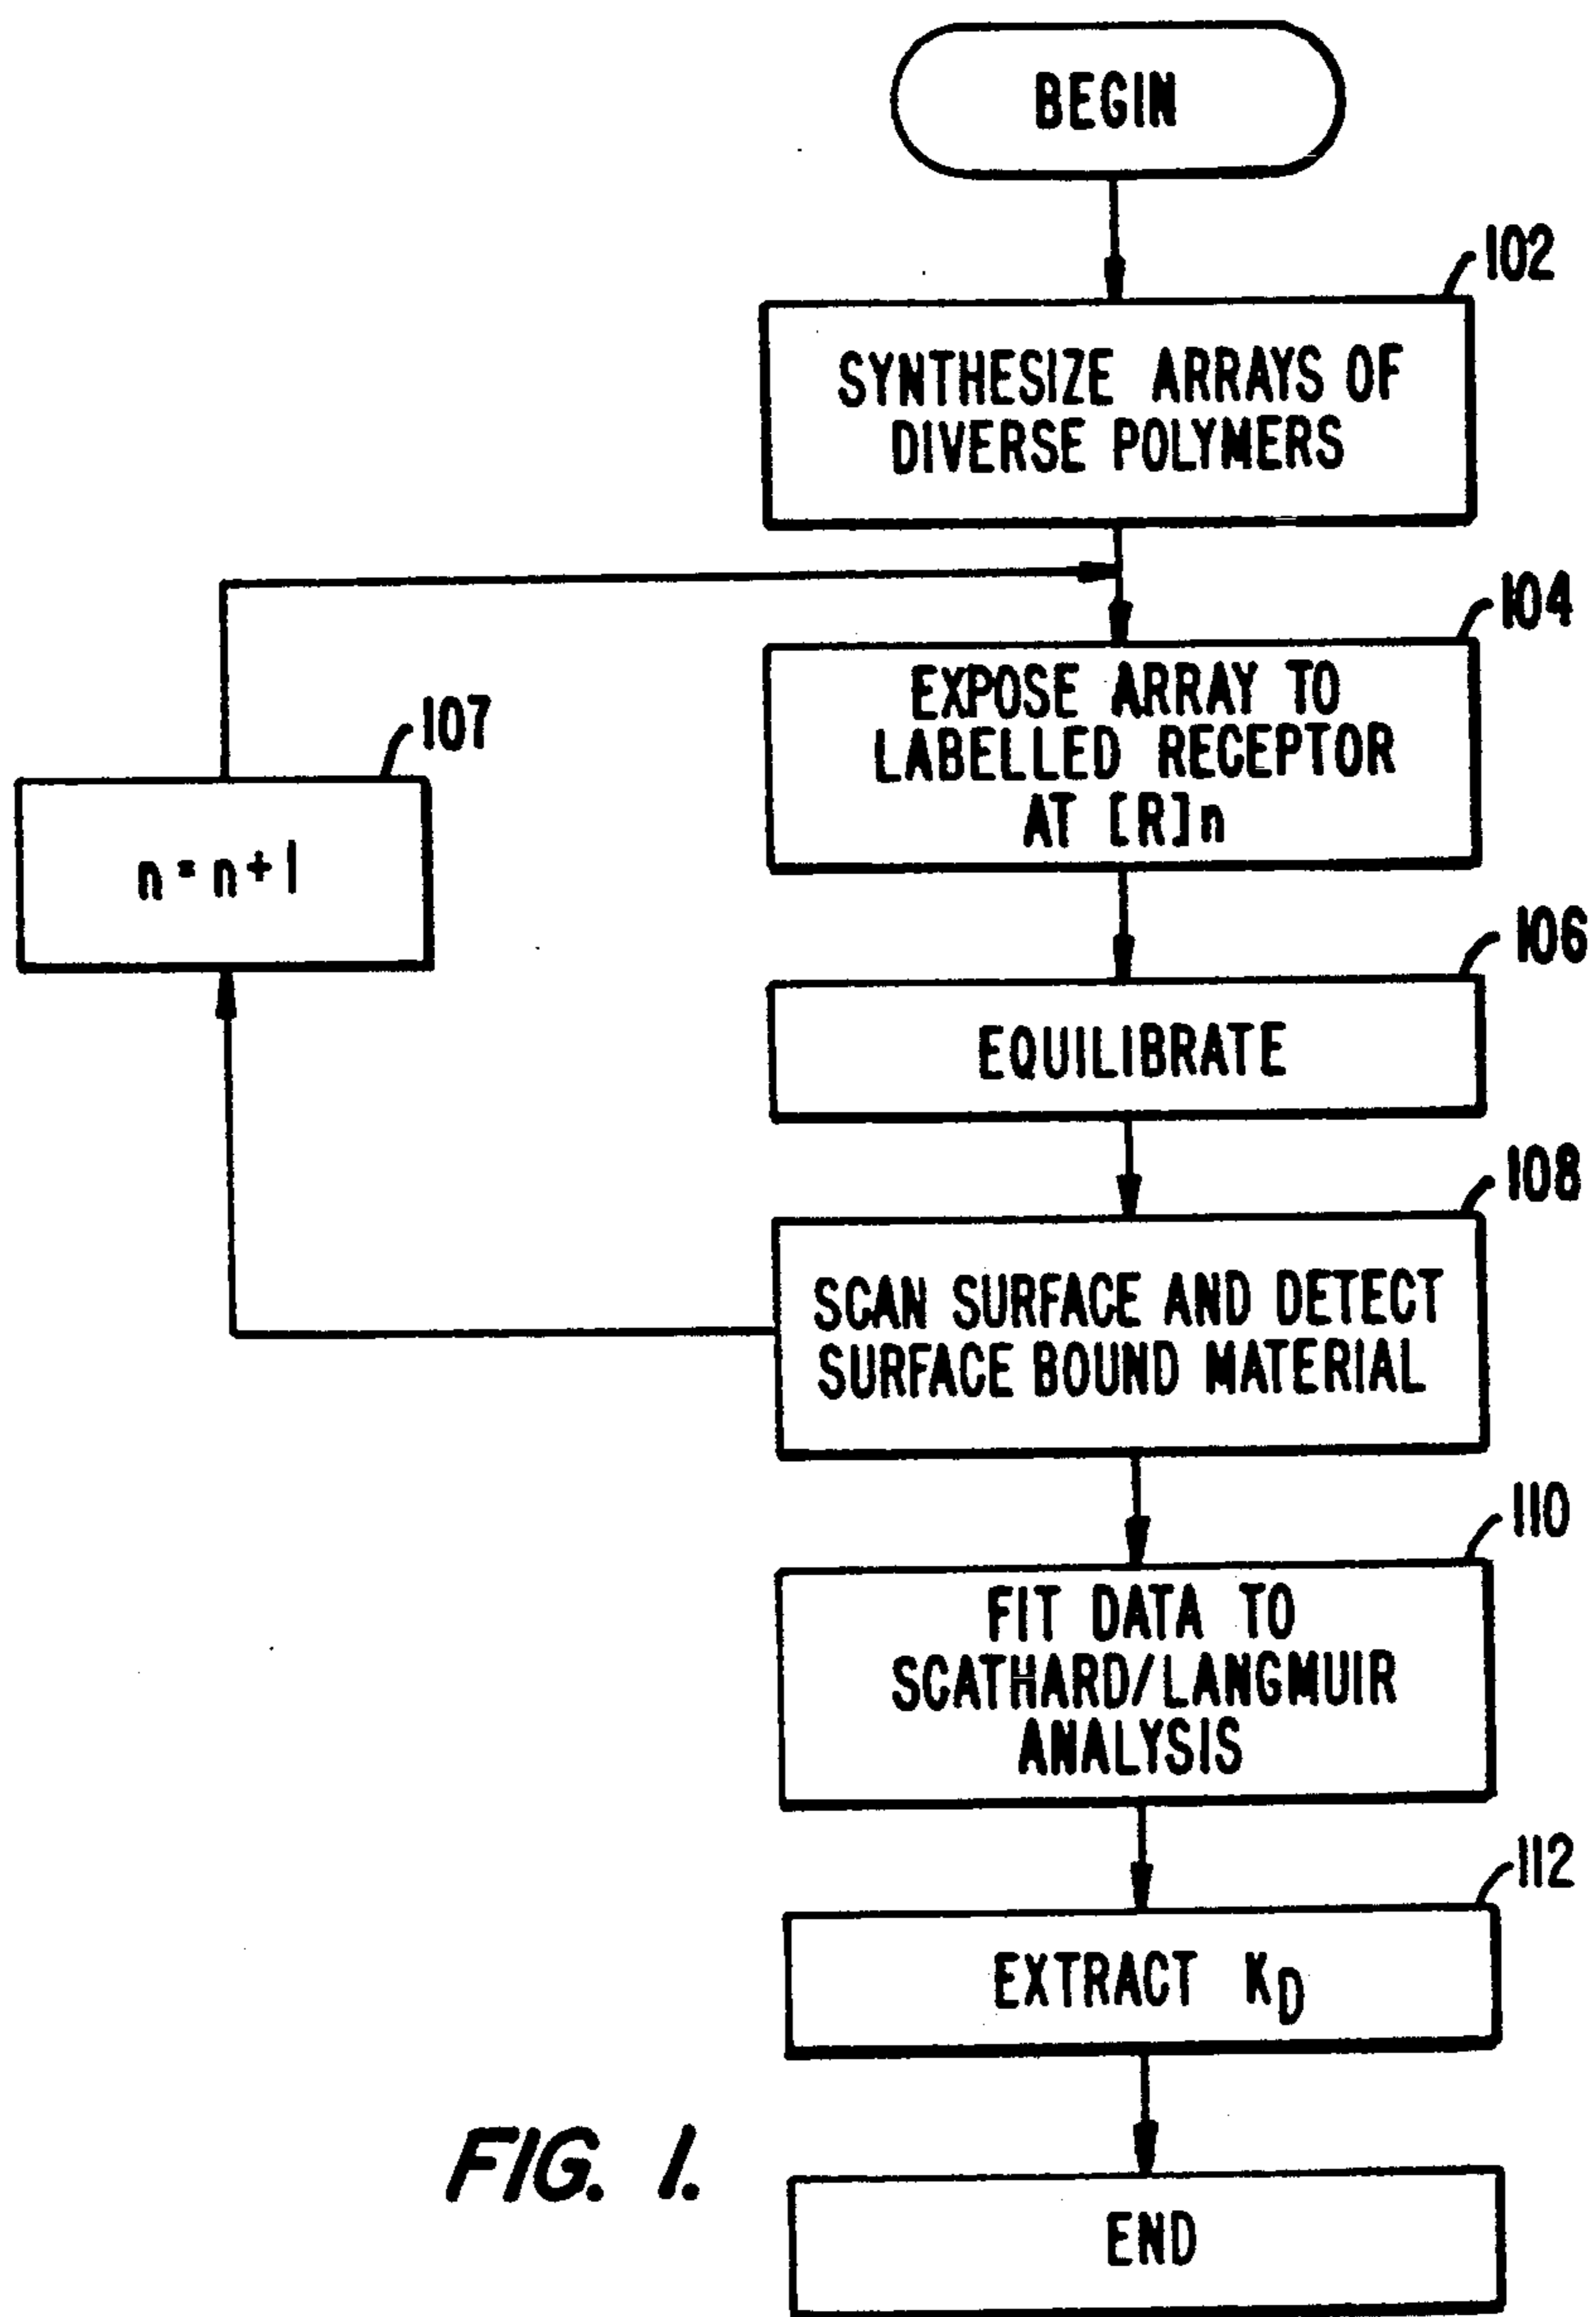 BEGIN
102
SYNTHESIZE ARRAYS OF
DIVERSE POLYMERS
104
EXPOSE ARRAY TO
LABELLED RECEPTOR
AT [R]n
107
n = n + 1
106
EQUILIBRATE
108
SCAN SURFACE AND DETECT
SURFACE BOUND MATERIAL
110
FIT DATA TO
SCATHARD/LANGMUIR
ANALYSIS
112
EXTRACT KD
END
FIG. 1.